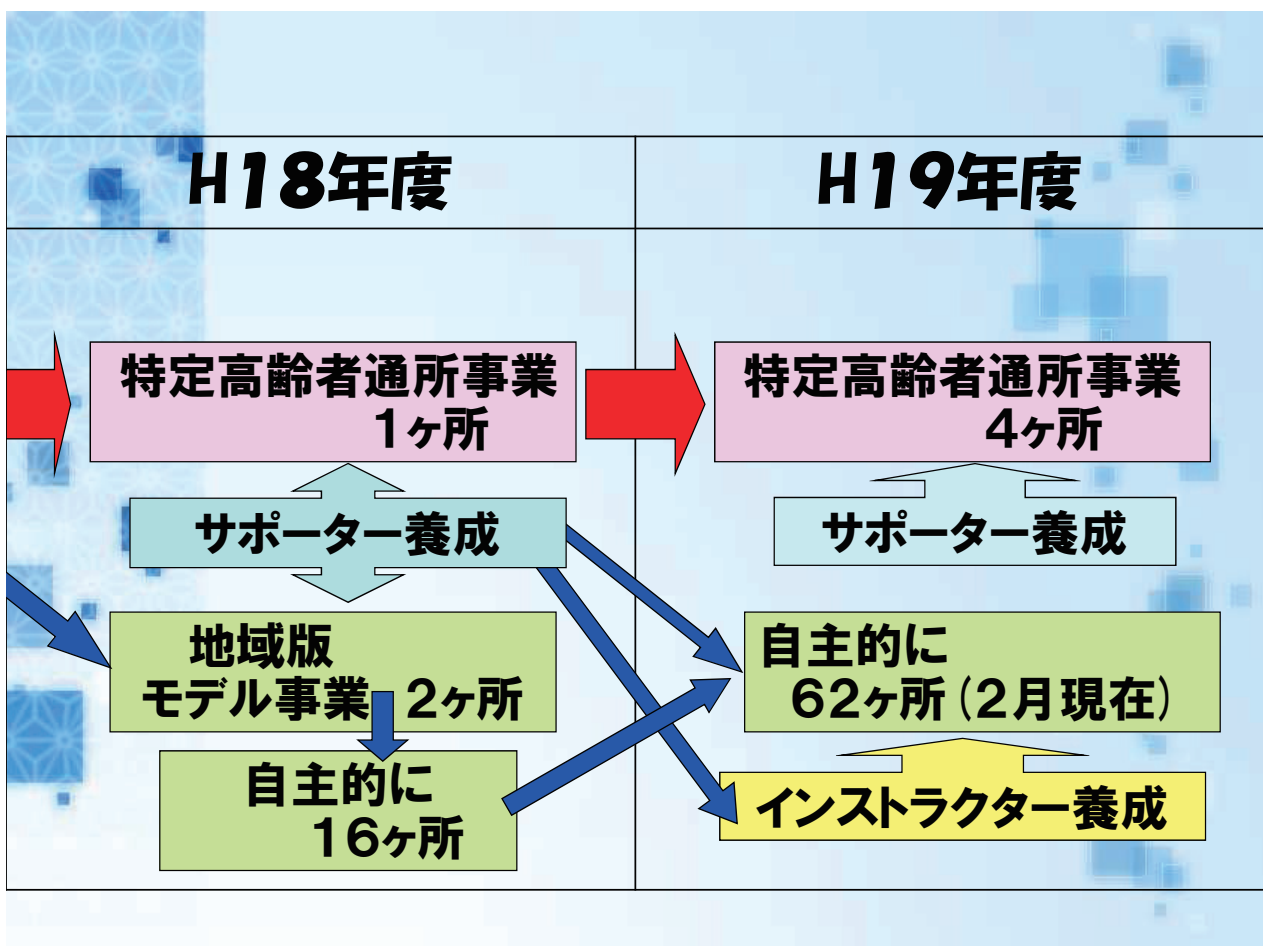 H18年度
H19年度
特定高齢者通所事業
1ヶ所
サポーター養成
地域版
モデル事業 2ヶ所
自主的に
16ヶ所
特定高齢者通所事業
4ヶ所
サポーター養成
自主的に
62ヶ所(2月現在)
インストラクター養成